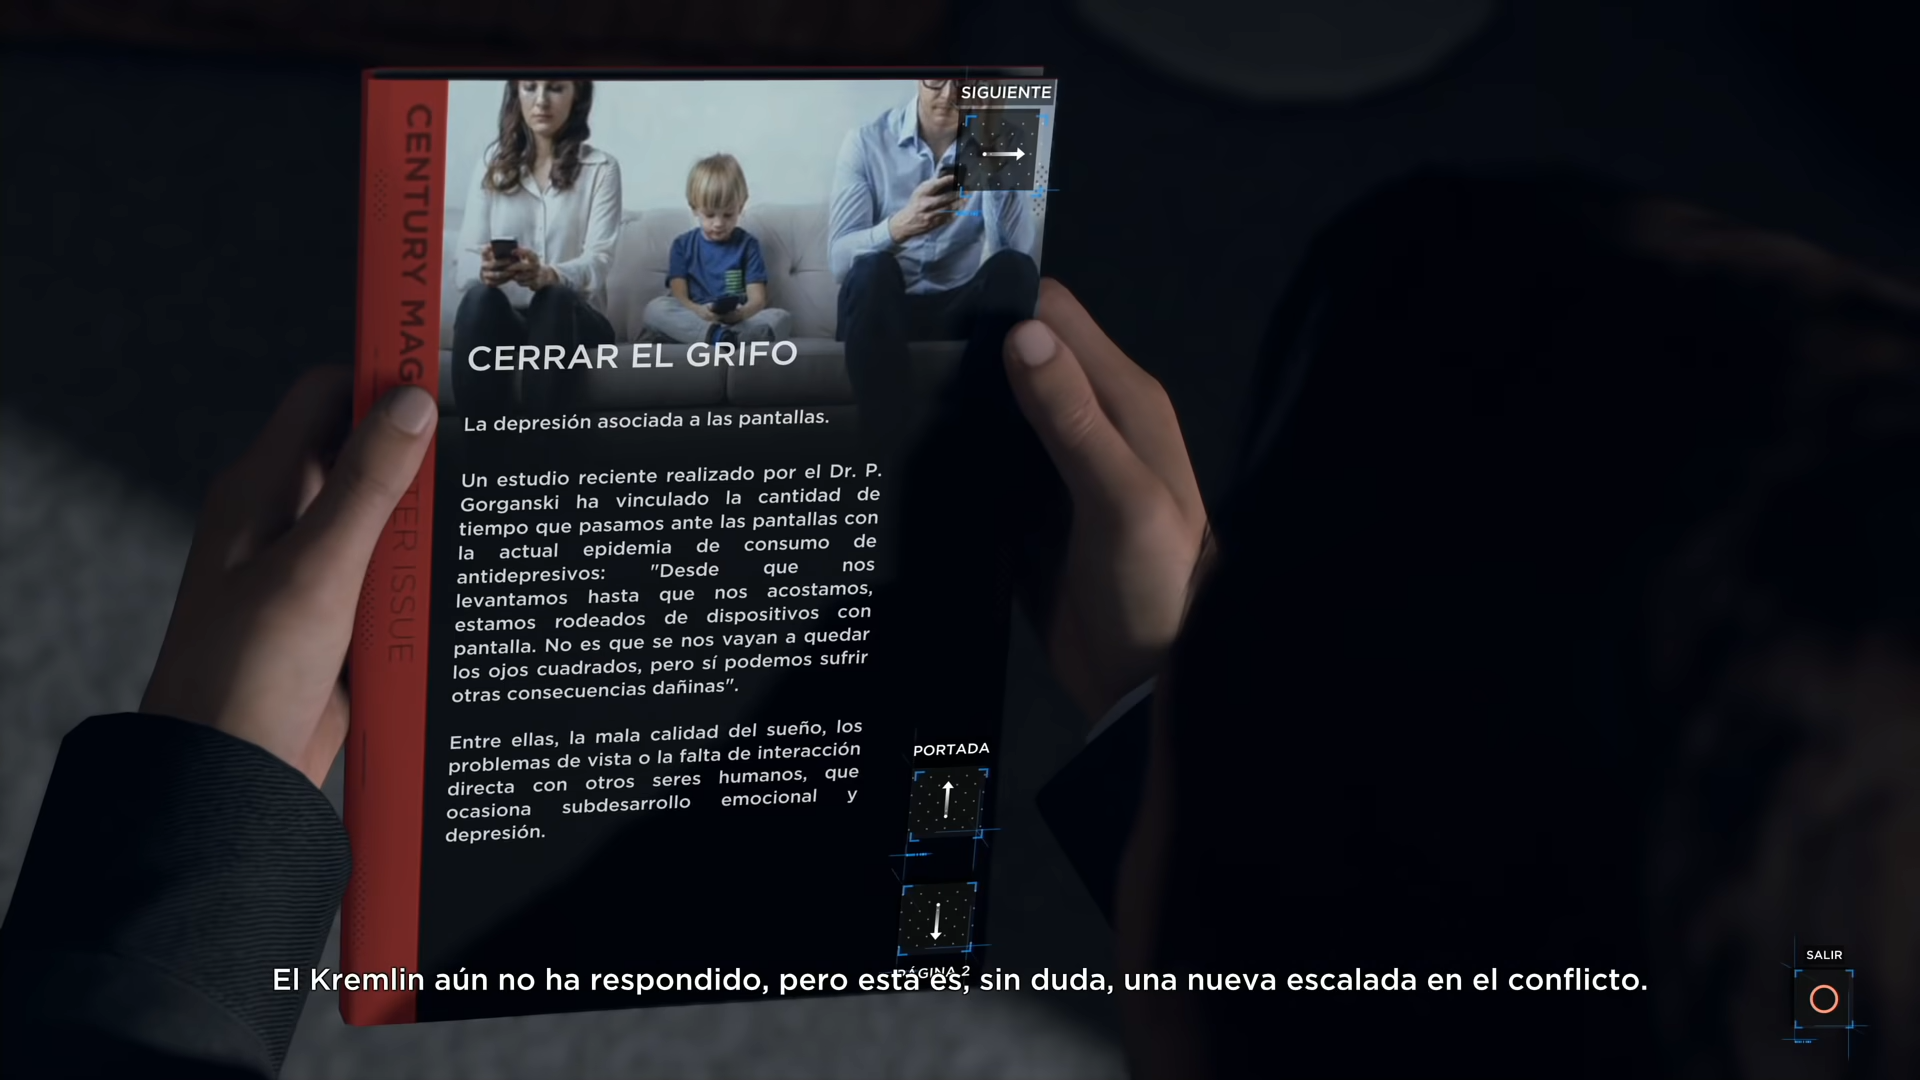 CENTURY MAG
TER ISSUE
SIGUIENTE
CERRAR EL GRIFO
La depresión asociada a las pantallas.
Un estudio reciente realizado por el Dr. P.
Gorganski ha vinculado la cantidad de
tiempo que pasamos ante las pantallas con
la actual epidemia de consumo de
antidepresivos: "Desde que nos
levantamos hasta que nos acostamos,
estamos rodeados de dispositivos con
pantalla. No es que se nos vayan a quedar
los ojos cuadrados, pero sí podemos sufrir
otras consecuencias dañinas".
Entre ellas, la mala calidad del sueño, los
problemas de vista o la falta de interacción
directa con otros seres humanos, que
ocasiona subdesarrollo emocional y
depresión.
PORTADA
PÁGINA 2
El Kremlin aún no ha respondido, pero esta es, sin duda, una nueva escalada en el conflicto.
SALIR